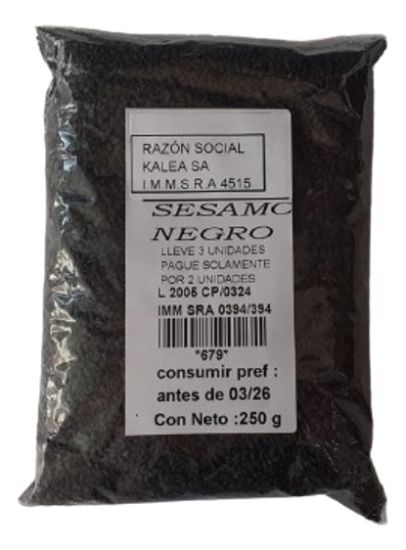 RAZÓN SOCIAL
KALEA SA
I M.M.S.R.A 4515
SESAMO
NEGRO
LLEVE 3 UNIDADES
PAGUE SOLAMENTE
POR 2 UNIDADES
L 2005 CP/0324
IMM SRA 0394/394
"679"
consumir pref :
antes de 03/26
Con Neto :250 g